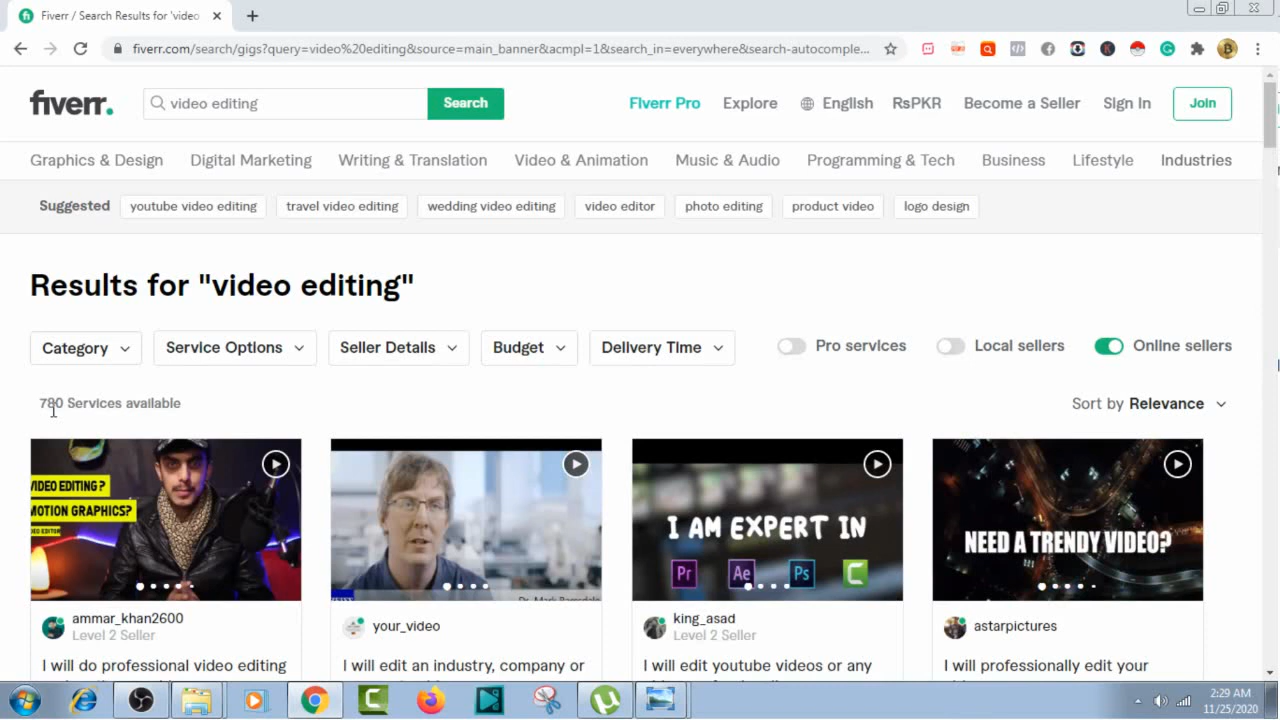 Fiverr / Search Results for 'video
fiverr.com/search/gigs?query=video%20editing&source=main_banner&acmpl=1&search_in=everywhere&search-autocomple...
fiverr.
video editing
Search
Fiverr Pro
Explore
English
RsPKR
Become a Seller
Sign In
Join
Graphics & Design
Digital Marketing
Writing & Translation
Video & Animation
Music & Audio
Programming & Tech
Business
Lifestyle
Industries
Suggested
youtube video editing
travel video editing
wedding video editing
video editor
photo editing
product video
logo design
Results for "video editing"
Category
Service Options
Seller Details
Budget
Delivery Time
Pro services
Local sellers
Online sellers
780 Services available
Sort by Relevance
VIDEO EDITING ?
MOTION GRAPHICS?
I AM EXPERT IN
Pr
Ae
Ps
NEED A TRENDY VIDEO?
ammar_khan2600
Level 2 Seller
your_video
king_asad
Level 2 Seller
astarpictures
I will do professional video editing
I will edit an industry, company or
I will edit youtube videos or any
I will professionally edit your
2:29 AM
11/25/2020